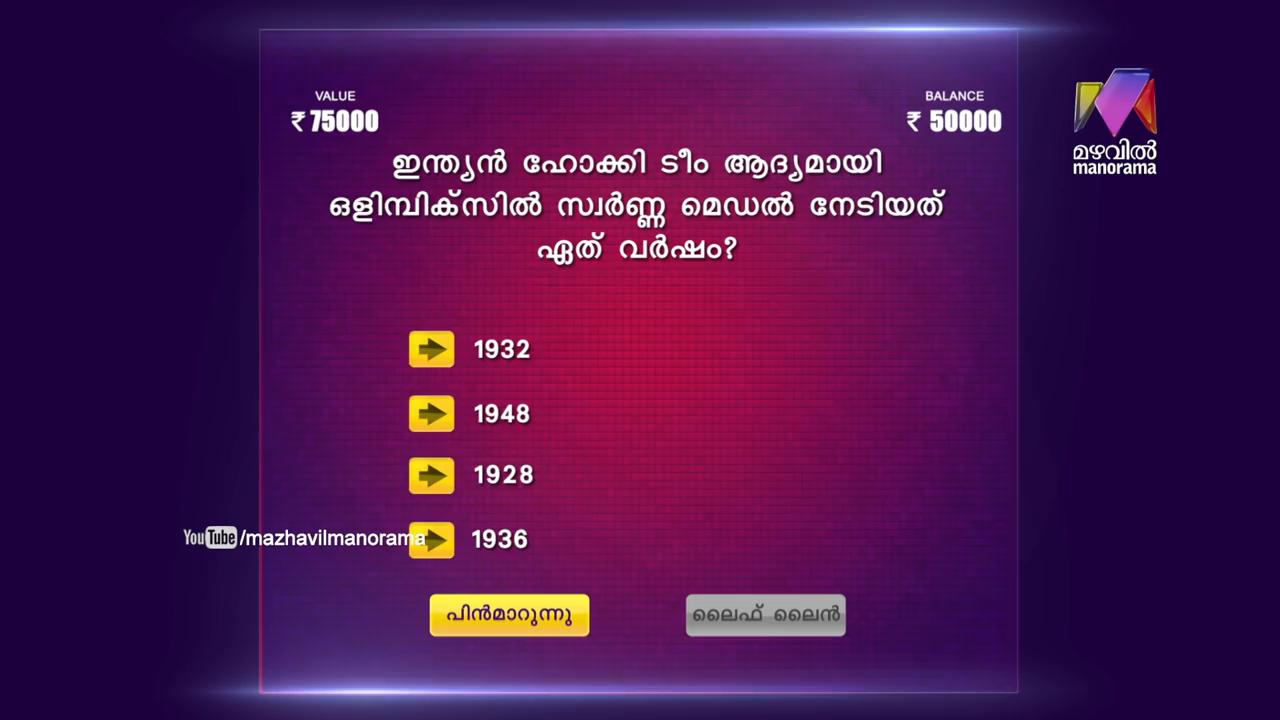 VALUE
₹ 75000
BALANCE
₹ 50000
മഴവിൽ
manorama
ഇന്ത്യൻ ഹോക്കി ടീം ആദ്യമായി
ഒളിമ്പിക്സിൽ സ്വർണ്ണ മെഡൽ നേടിയത്
ഏത് വർഷം?
1932
1948
1928
1936
YouTube/mazhavilmanorama
പിൻമാറുന്നു
ലൈഫ് ലൈൻ